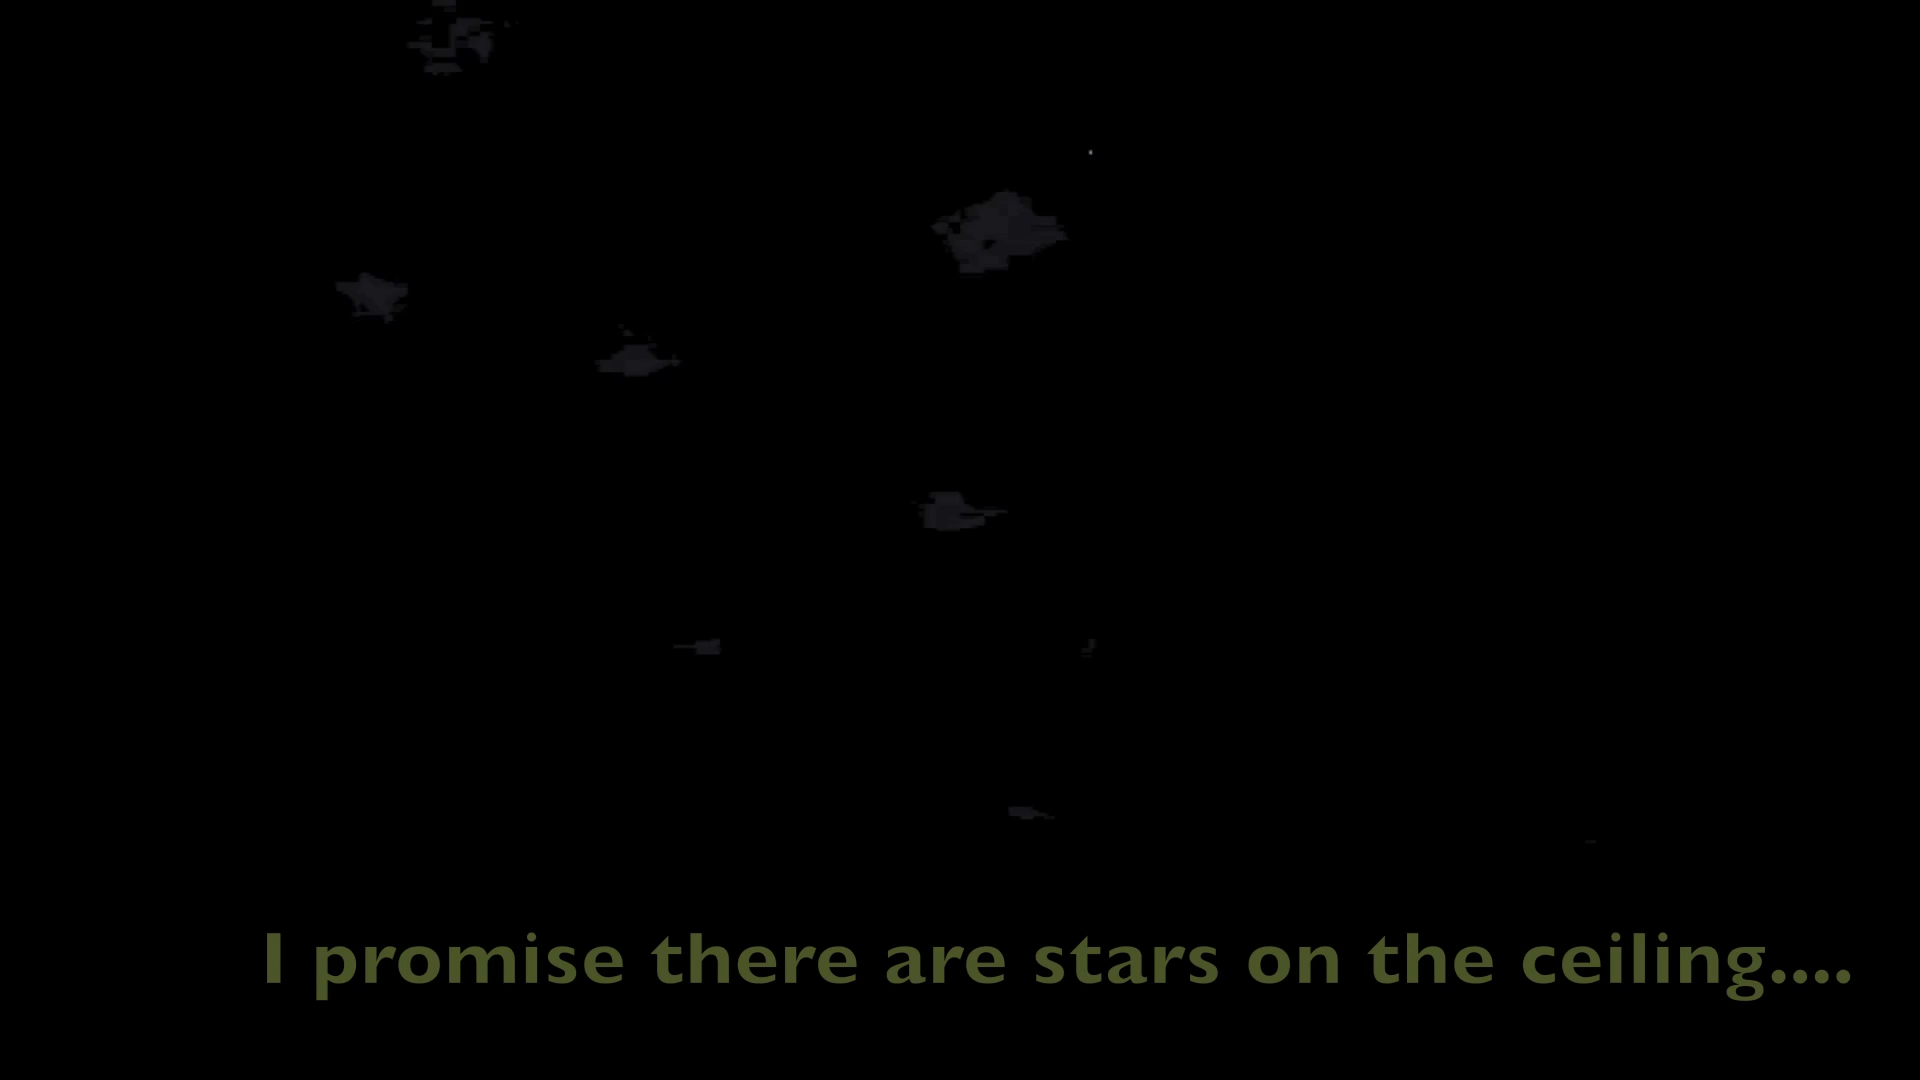 I promise there are stars on the ceiling....